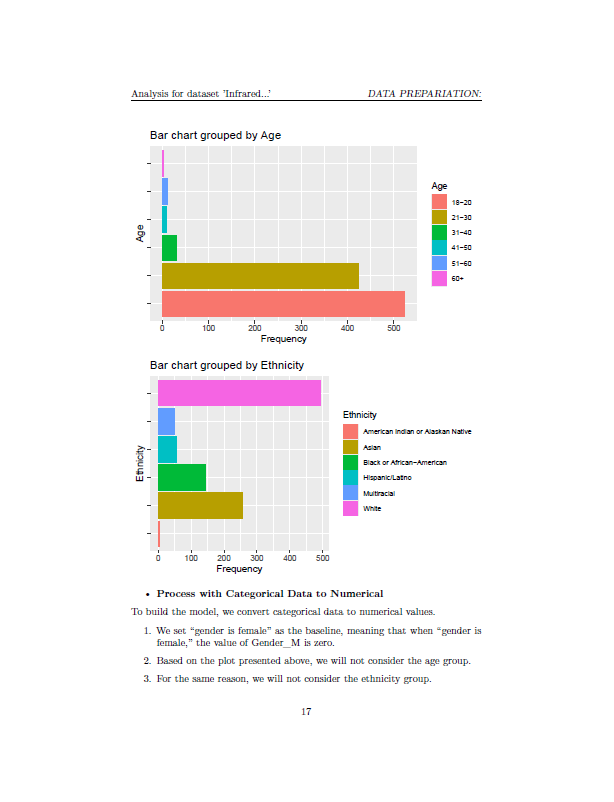 Analysis for dataset 'Infrared...' DATA PREPARIATION:
Bar chart grouped by Age
Age
0 100 200 300 400 500
Frequency
Age
18−20
21−30
31−40
41−50
51−60
60+
Bar chart grouped by Ethnicity
Ethnicity
0 100 200 300 400 500
Frequency
Ethnicity
American Indian or Alaskan Native
Asian
Black or African−American
Hispanic/Latino
Multiracial
White
• Process with Categorical Data to Numerical
To build the model, we convert categorical data to numerical values.
1. We set “gender is female” as the baseline, meaning that when “gender is
female,” the value of Gender_M is zero.
2. Based on the plot presented above, we will not consider the age group.
3. For the same reason, we will not consider the ethnicity group.
17